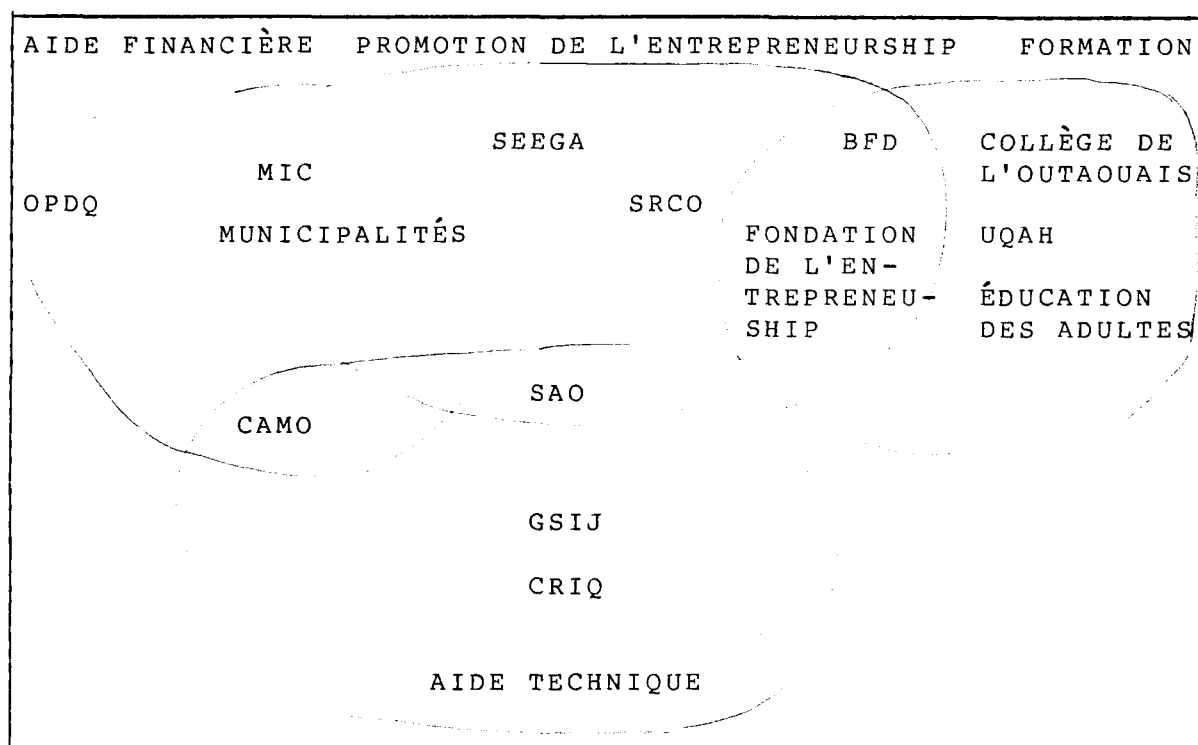 AIDE FINANCIÈRE PROMOTION DE L'ENTREPRENEURSHIP FORMATION
SEEGA BFD COLLÈGE DE
MIC L'OUTAOUAIS
OPDQ SRCO
MUNICIPALITÉS FONDATION UQAH
DE L'EN-
TREPRENEU- ÉDUCATION
SHIP DES ADULTES
SAO
CAMO
GSIJ
CRIQ
AIDE TECHNIQUE